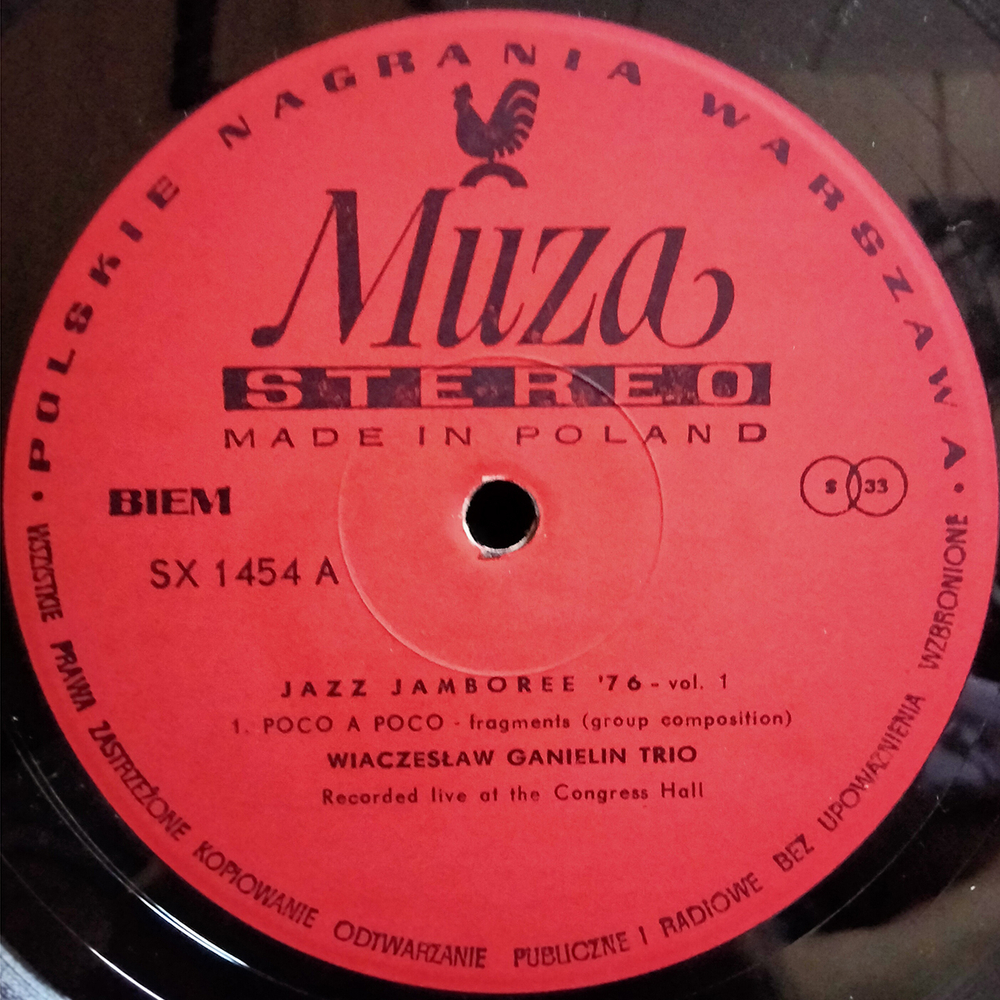 • POLSKIE NAGRANIA WARSZAWA •
Muza
STEREO
MADE IN POLAND
BIEM
S 33
SX 1454 A
JAZZ JAMBOREE '76 - vol. 1
1. POCO A POCO - fragments (group composition)
WIACZESŁAW GANIELIN TRIO
Recorded live at the Congress Hall
WSZYSTKIE PRAWA ZASTRZEŻONE KOPIOWANIE ODTWARZANIE PUBLICZNE I RADIOWE BEZ UPOWAŻNIENIA WZBRONIONE